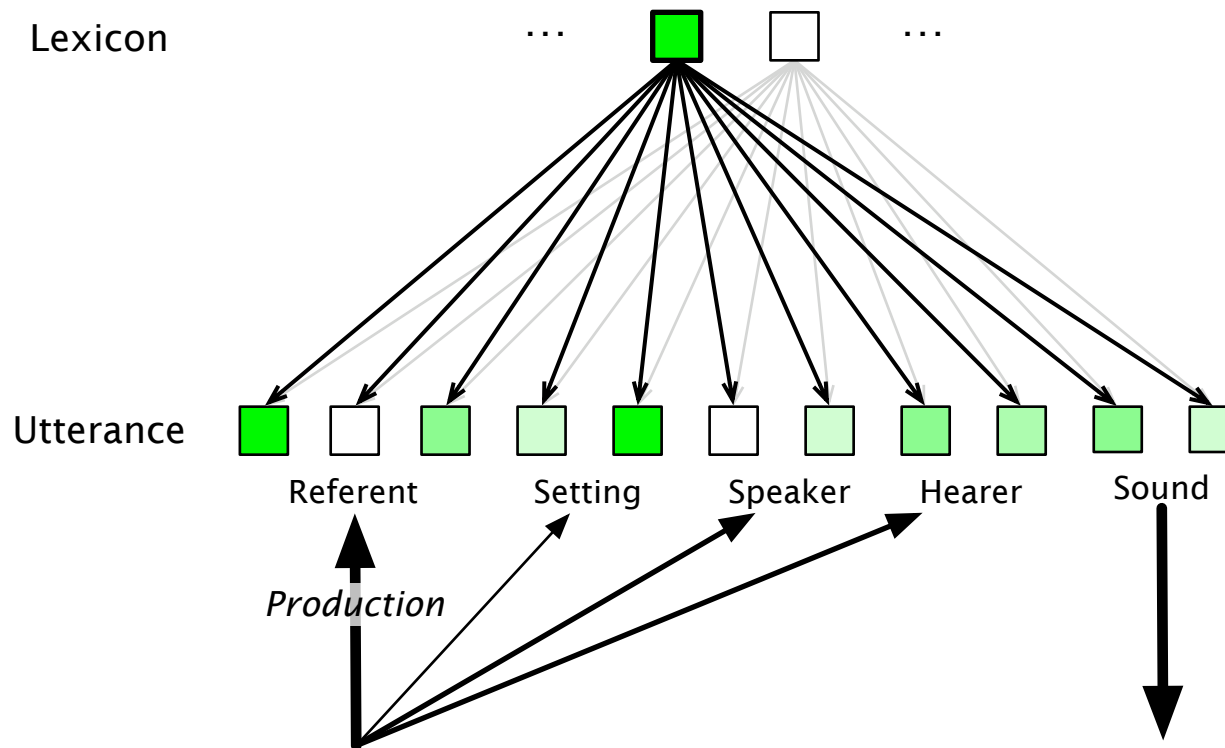 Lexicon ... ...
Utterance
Referent Setting Speaker Hearer Sound
Production